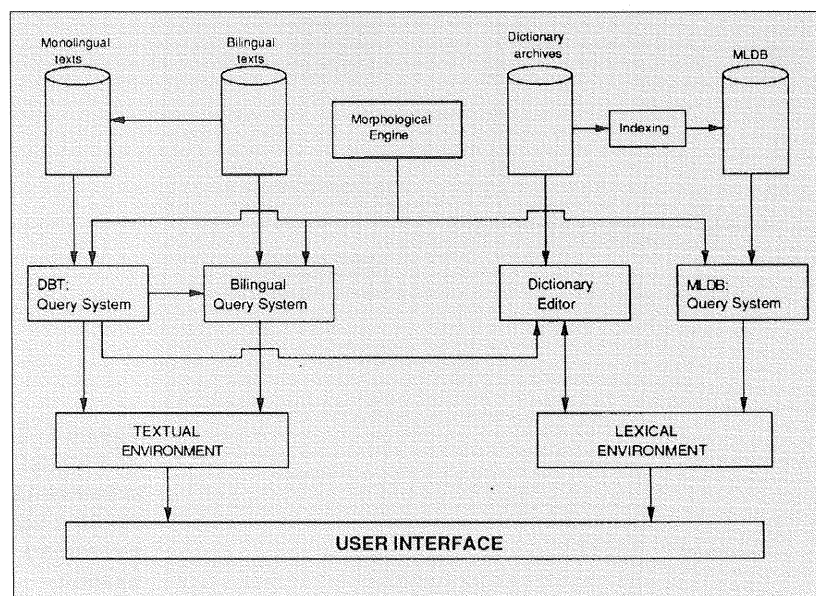 Monolingual
texts
Bilingual
texts
Dictionary
archives
MLDB
Morphological
Engine
Indexing
DBT:
Query System
Bilingual
Query System
Dictionary
Editor
MLDB:
Query System
TEXTUAL
ENVIRONMENT
LEXICAL
ENVIRONMENT
USER INTERFACE